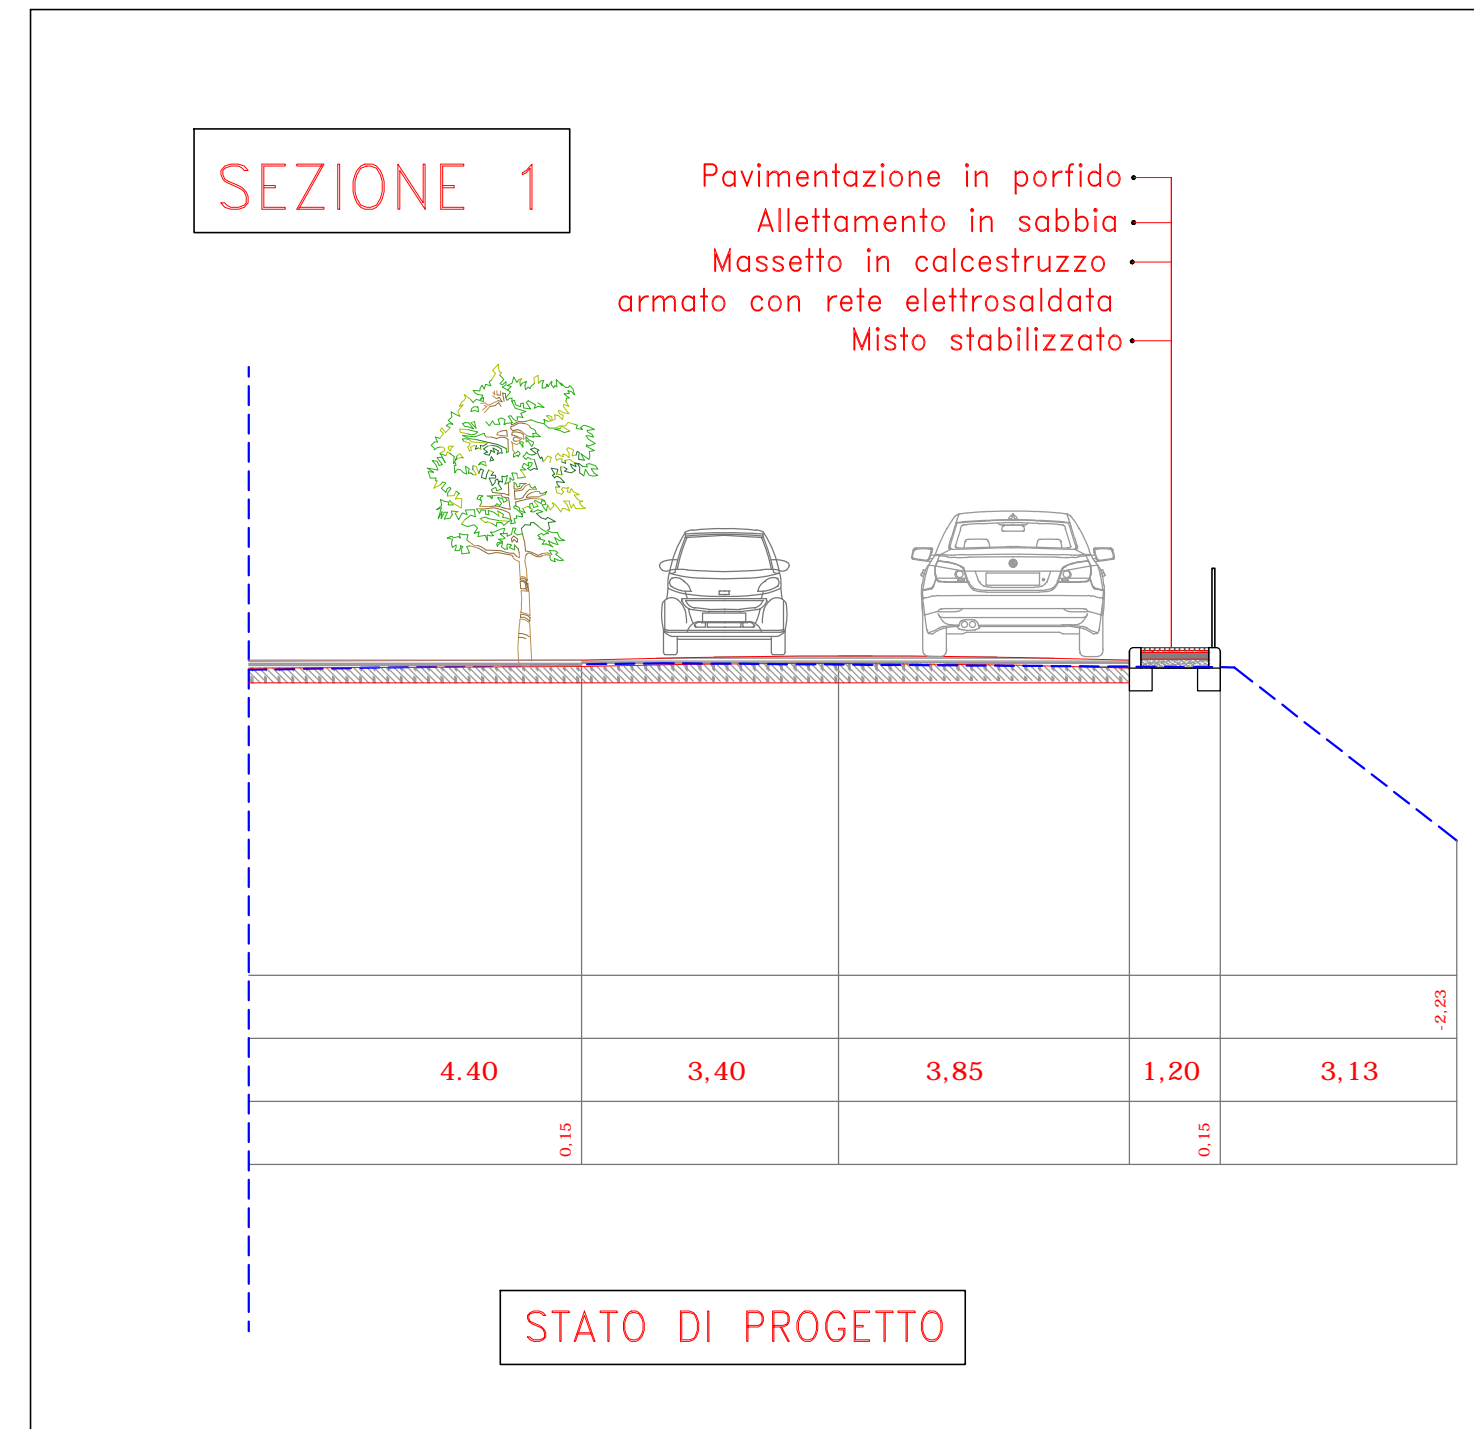 SEZIONE 1
Pavimentazione in porfido
Allettamento in sabbia
Massetto in calcestruzzo
armato con rete elettrosaldata
Misto stabilizzato
-2,23
4.40 3,40 3,85 1,20 3,13
0,15 0,15
STATO DI PROGETTO